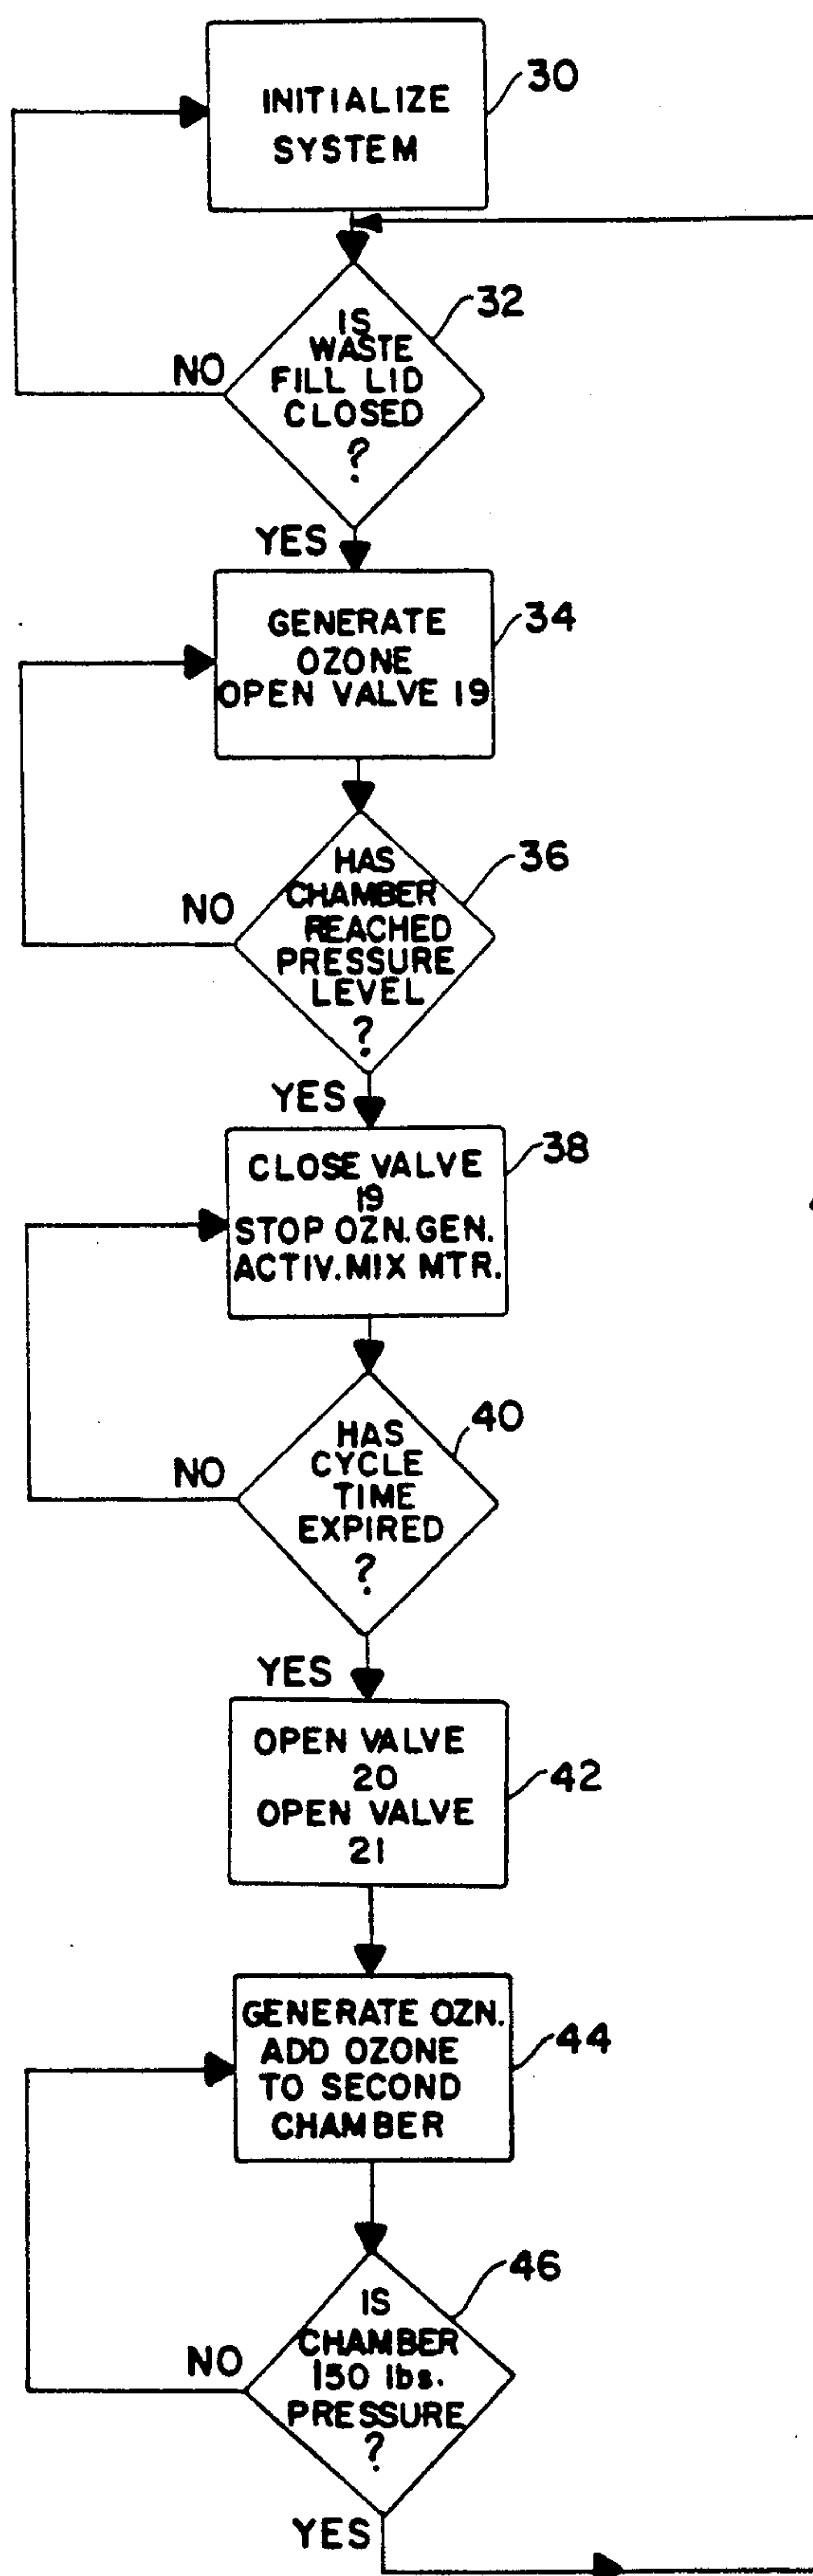 INITIALIZE
SYSTEM
30
IS
WASTE
FILL LID
CLOSED
?
32
NO
YES
GENERATE
OZONE
OPEN VALVE 19
34
HAS
CHAMBER
REACHED
PRESSURE
LEVEL
?
36
NO
YES
CLOSE VALVE
19
STOP OZN.GEN.
ACTIV.MIX MTR.
38
HAS
CYCLE
TIME
EXPIRED
?
40
NO
YES
OPEN VALVE
20
OPEN VALVE
21
42
GENERATE OZN.
ADD OZONE
TO SECOND
CHAMBER
44
IS
CHAMBER
150 lbs.
PRESSURE
?
46
NO
YES